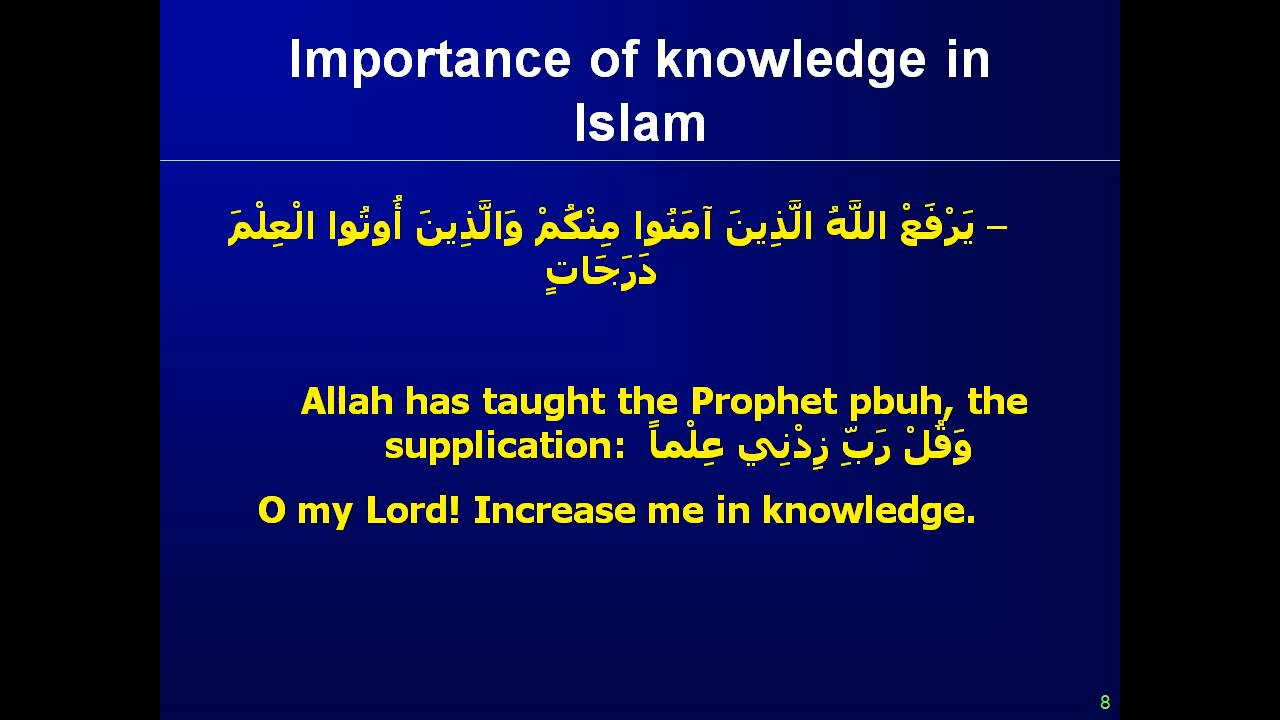 Importance of knowledge in
Islam
– يَرْفَعْ اللَّهُ الَّذِينَ آمَنُوا مِنْكُمْ وَالَّذِينَ أُوتُوا الْعِلْمَ
دَرَجَاتٍ
Allah has taught the Prophet pbuh, the
supplication: وَقُلْ رَبِّ زِدْنِي عِلْماً
O my Lord! Increase me in knowledge.
8